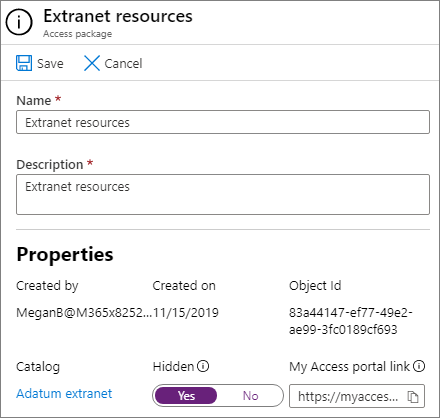 Extranet resources
Access package
Save Cancel
Name *
Extranet resources
Description *
Extranet resources
Properties
Created by Created on Object Id
MeganB@M365x8252... 11/15/2019 83a44147-ef77-49e2-
ae99-3fc0189cf693
Catalog Hidden My Access portal link
Adatum extranet Yes No https://myacces...